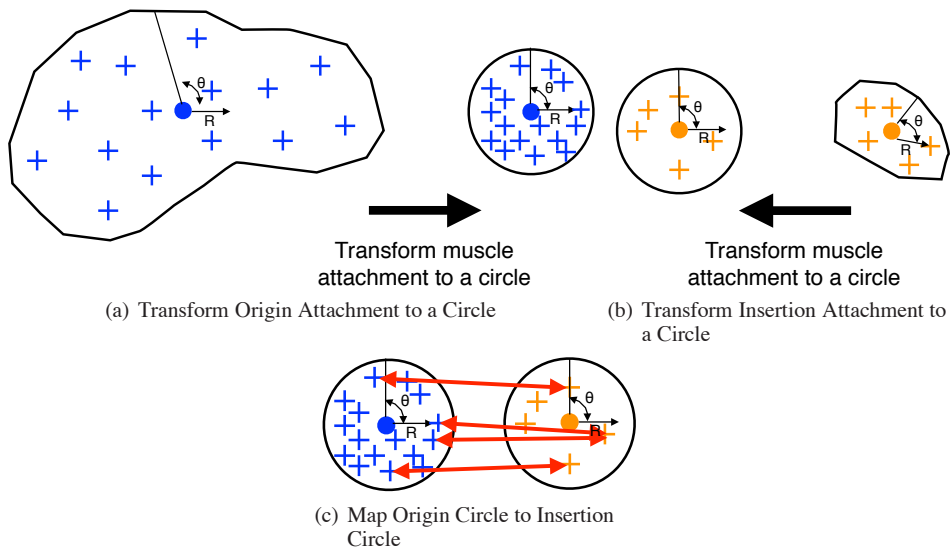 θ
R
θ
R
θ
R
θ
R
Transform muscle
attachment to a circle
Transform muscle
attachment to a circle
(a) Transform Origin Attachment to a Circle
(b) Transform Insertion Attachment to
a Circle
θ
R
θ
R
(c) Map Origin Circle to Insertion
Circle